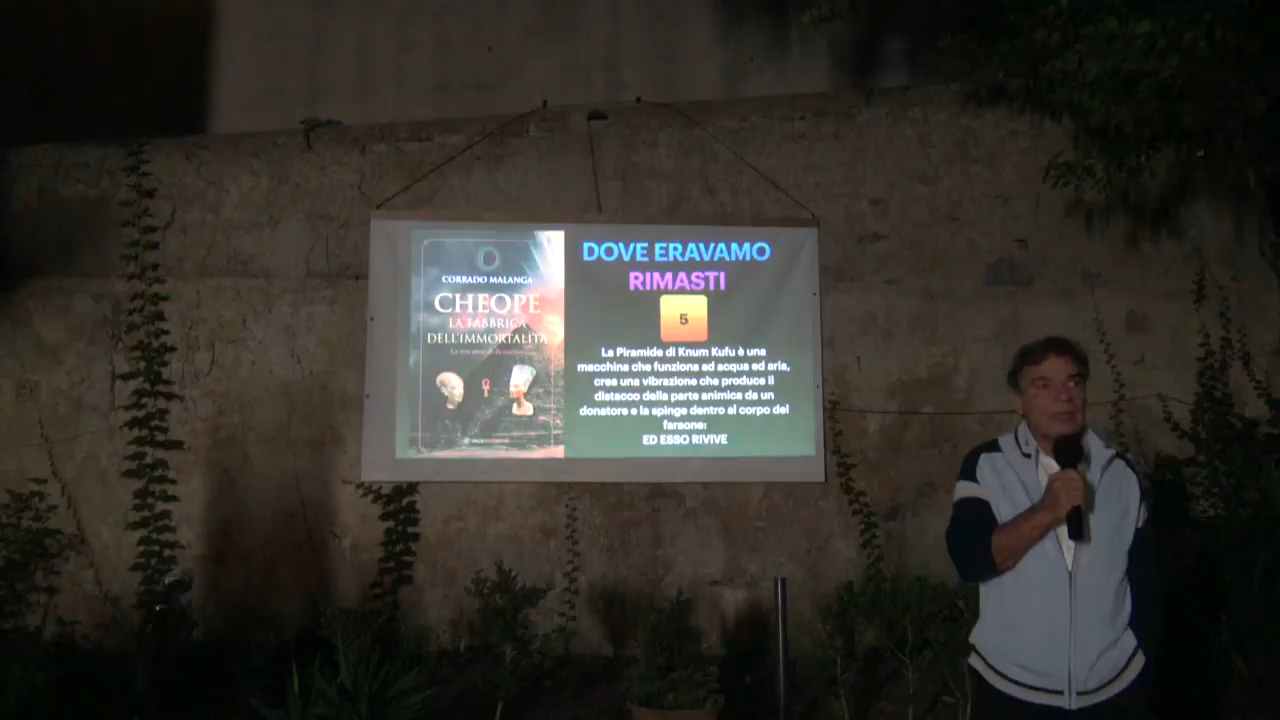 CORRADO MALANGA
CHEOPE
LA FABBRICA
DELL'IMMORTALITÀ
DOVE ERAVAMO
RIMASTI
5
La Piramide di Knum Kufu è una
macchina che funziona ad acqua ed aria,
crea una vibrazione che produce il
distacco della parte animica da un
donatore e la spinge dentro al corpo del
faraone:
ED ESSO RIVIVE